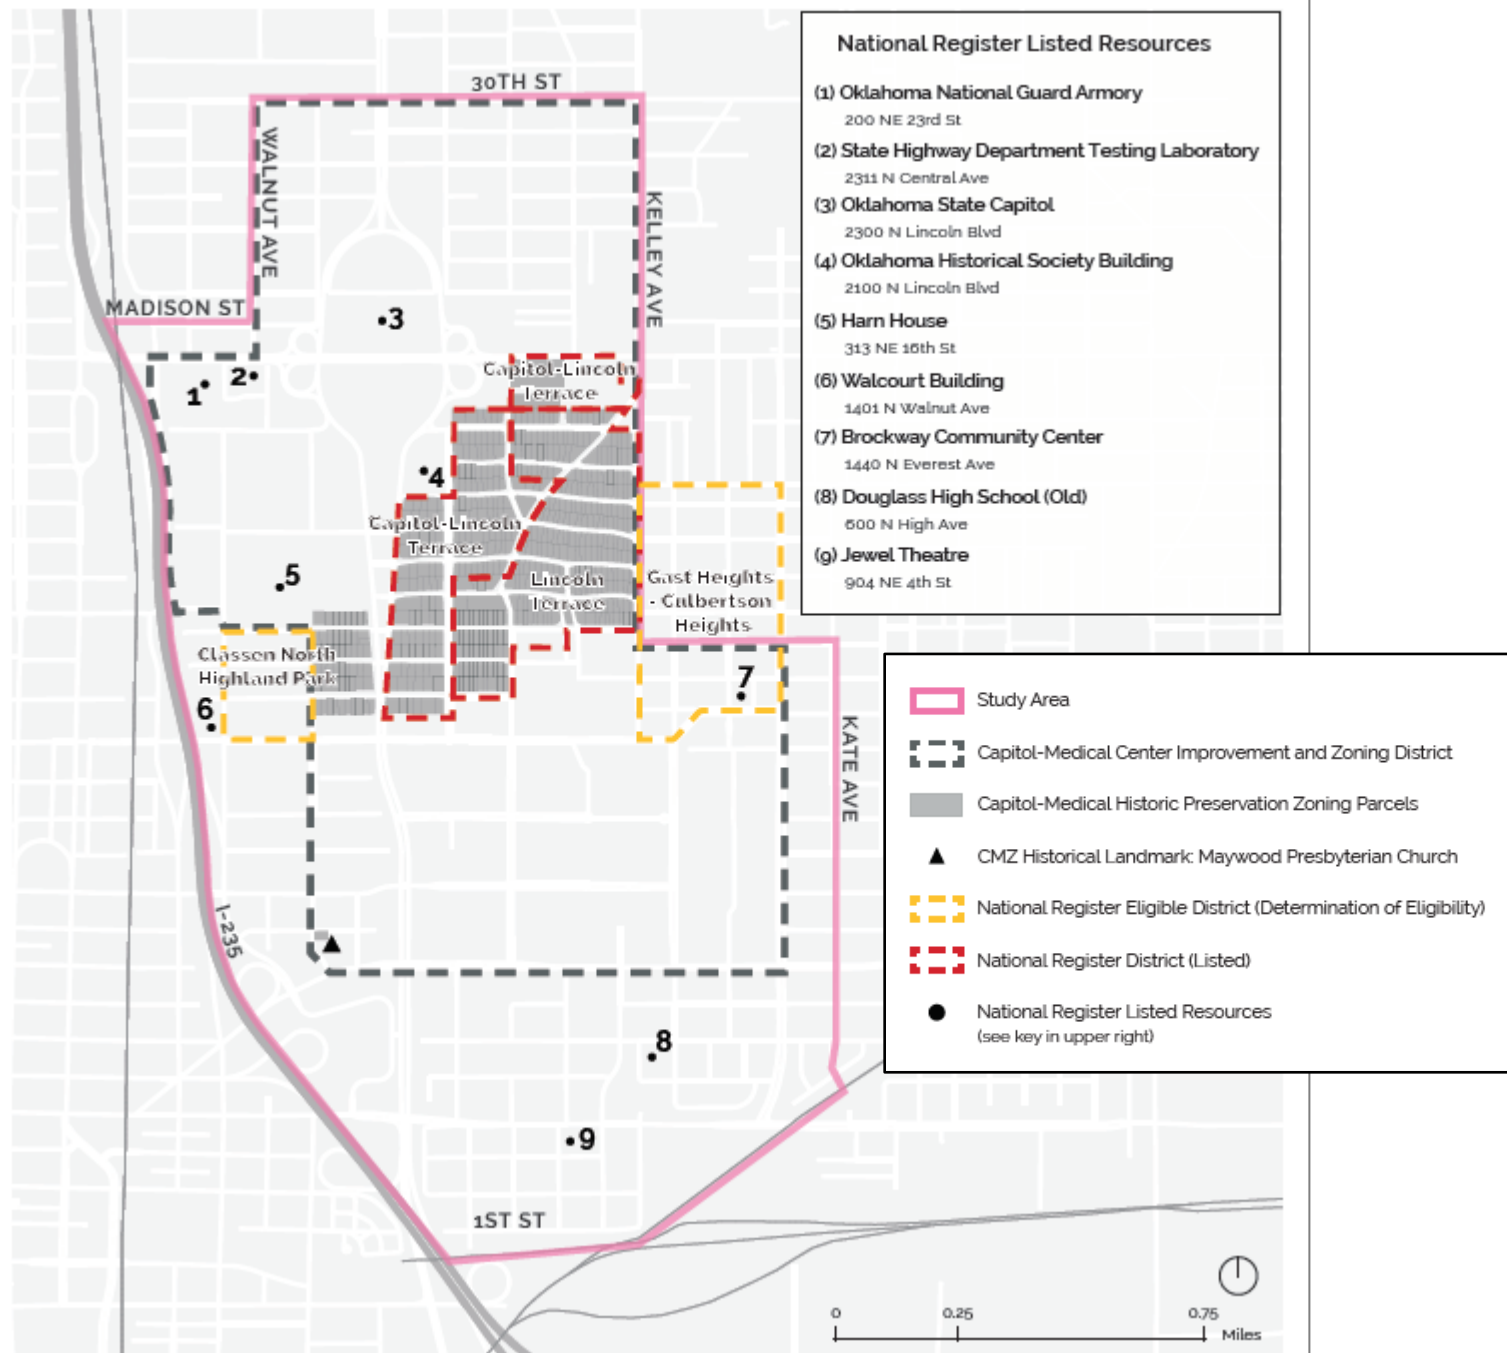 National Register Listed Resources
(1) Oklahoma National Guard Armory
200 NE 23rd St
(2) State Highway Department Testing Laboratory
2311 N Central Ave
(3) Oklahoma State Capitol
2300 N Lincoln Blvd
(4) Oklahoma Historical Society Building
2100 N Lincoln Blvd
(5) Harn House
313 NE 16th St
(6) Walcourt Building
1401 N Walnut Ave
(7) Brockway Community Center
1440 N Everest Ave
(8) Douglass High School (Old)
600 N High Ave
(9) Jewel Theatre
904 NE 4th St
30TH ST
WALNUT AVE
KELLEY AVE
MADISON ST
3
1
2
Capitol-Lincoln
Terrace
4
Capitol-Lincoln
Terrace
5
Lincoln
Terrace
Gast Heights
- Culbertson
Heights
Classen North
Highland Park
6
7
KATE AVE
I-235
8
9
1ST ST
Study Area
Capitol-Medical Center Improvement and Zoning District
Capitol-Medical Historic Preservation Zoning Parcels
CMZ Historical Landmark: Maywood Presbyterian Church
National Register Eligible District (Determination of Eligibility)
National Register District (Listed)
National Register Listed Resources
(see key in upper right)
0 0.25 0.75
Miles